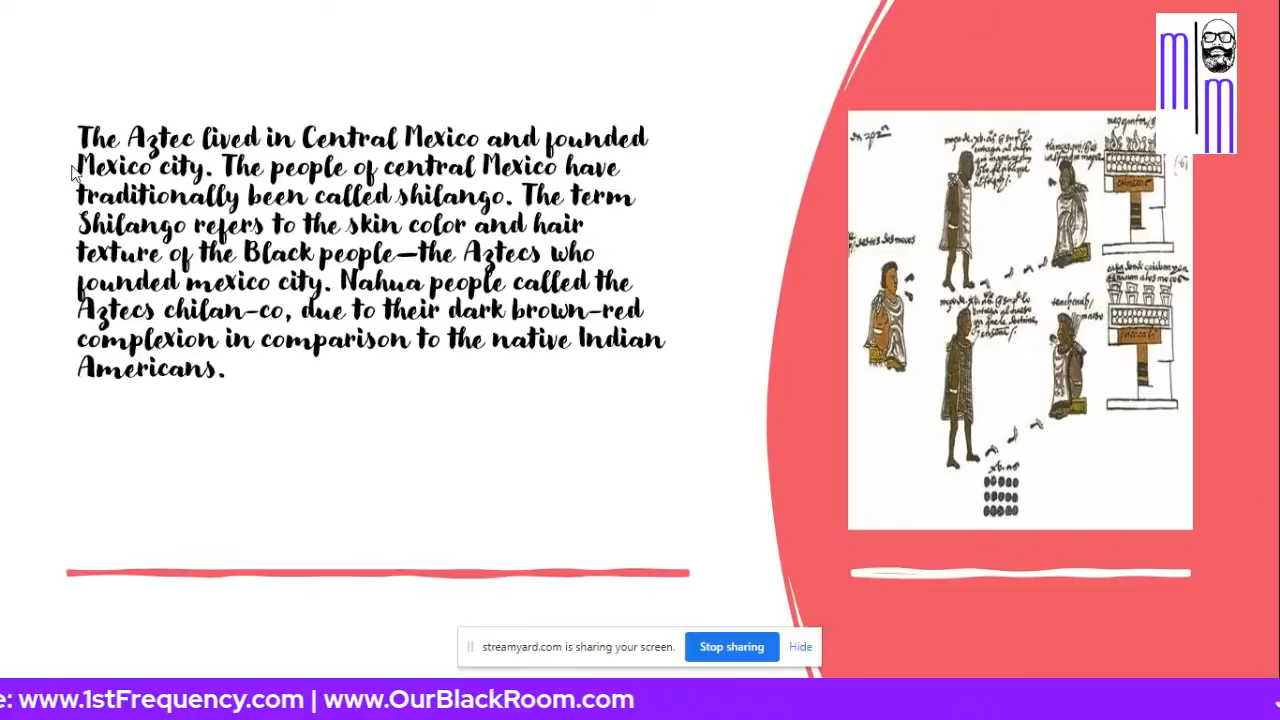 The Aztec lived in Central Mexico and founded
Mexico city. The people of central Mexico have
traditionally been called shilango. The term
Shilango refers to the skin color and hair
texture of the Black people—the Aztecs who
founded mexico city. Nahua people called the
Aztecs chilan-co, due to their dark brown-red
complexion in comparison to the native Indian
Americans.
m
m
streamyard.com is sharing your screen.
Stop sharing
Hide
e: www.1stFrequency.com | www.OurBlackRoom.com